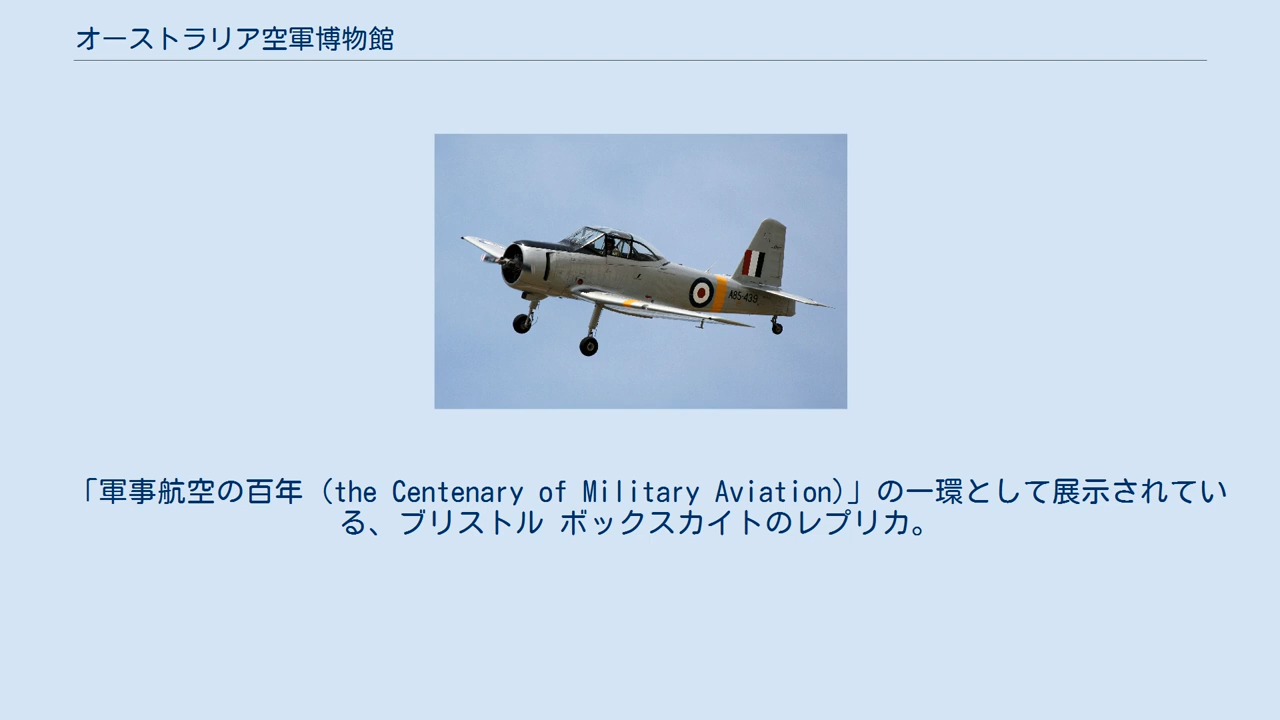 オーストラリア空軍博物館
A85-430
「軍事航空の百年 (the Centenary of Military Aviation)」の一環として展示されてい
る、ブリストル ボックスカイトのレプリカ。